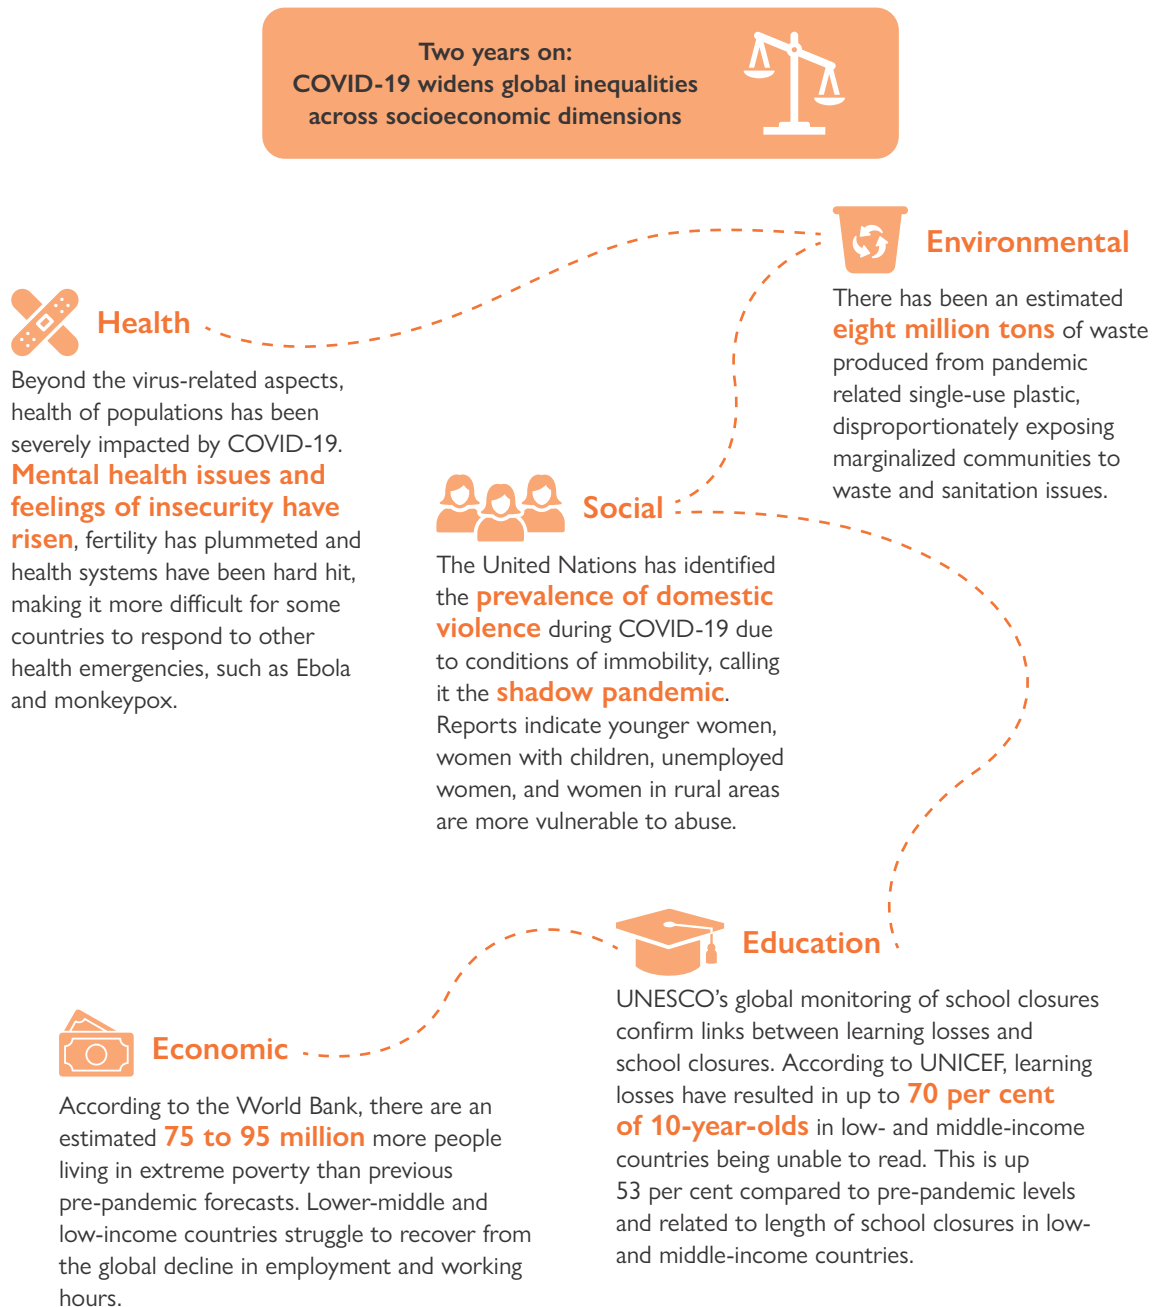 Two years on:
COVID-19 widens global inequalities
across socioeconomic dimensions
Health
Beyond the virus-related aspects,
health of populations has been
severely impacted by COVID-19.
Mental health issues and
feelings of insecurity have
risen, fertility has plummeted and
health systems have been hard hit,
making it more difficult for some
countries to respond to other
health emergencies, such as Ebola
and monkeypox.
Environmental
There has been an estimated
eight million tons of waste
produced from pandemic
related single-use plastic,
disproportionately exposing
marginalized communities to
waste and sanitation issues.
Social
The United Nations has identified
the prevalence of domestic
violence during COVID-19 due
to conditions of immobility, calling
it the shadow pandemic.
Reports indicate younger women,
women with children, unemployed
women, and women in rural areas
are more vulnerable to abuse.
Education
UNESCO’s global monitoring of school closures
confirm links between learning losses and
school closures. According to UNICEF, learning
losses have resulted in up to 70 per cent
of 10-year-olds in low- and middle-income
countries being unable to read. This is up
53 per cent compared to pre-pandemic levels
and related to length of school closures in low-
and middle-income countries.
Economic
According to the World Bank, there are an
estimated 75 to 95 million more people
living in extreme poverty than previous
pre-pandemic forecasts. Lower-middle and
low-income countries struggle to recover from
the global decline in employment and working
hours.